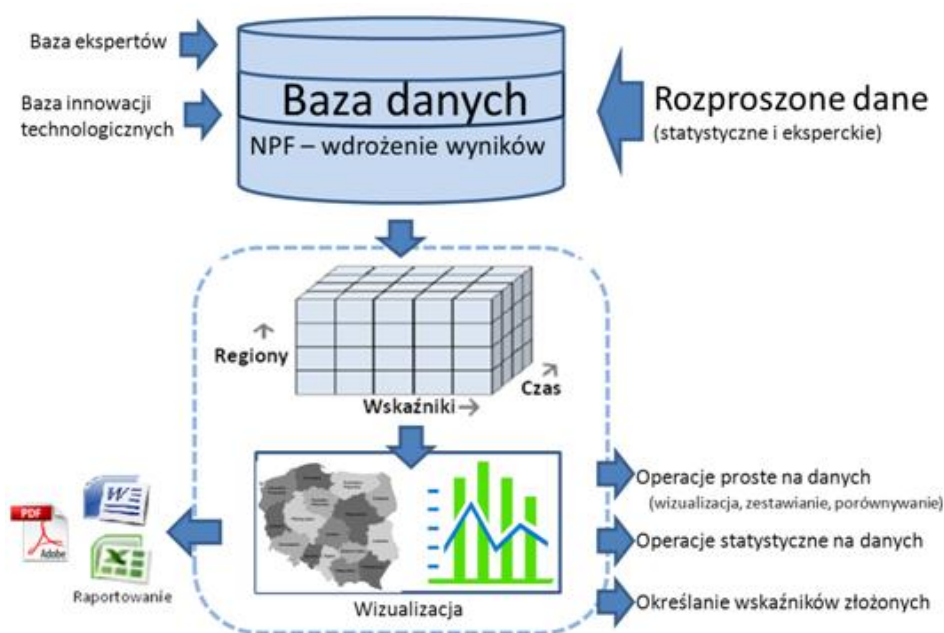 Baza ekspertów
Baza innowacji
technologicznych
Baza danych
NPF – wdrożenie wyników
Rozproszone dane
(statystyczne i eksperckie)
Regiony
Czas
Wskaźniki
Operacje proste na danych
(wizualizacja, zestawianie, porównywanie)
Operacje statystyczne na danych
Określanie wskaźników złożonych
PDF
Adobe
W
X
Raportowanie
Wizualizacja